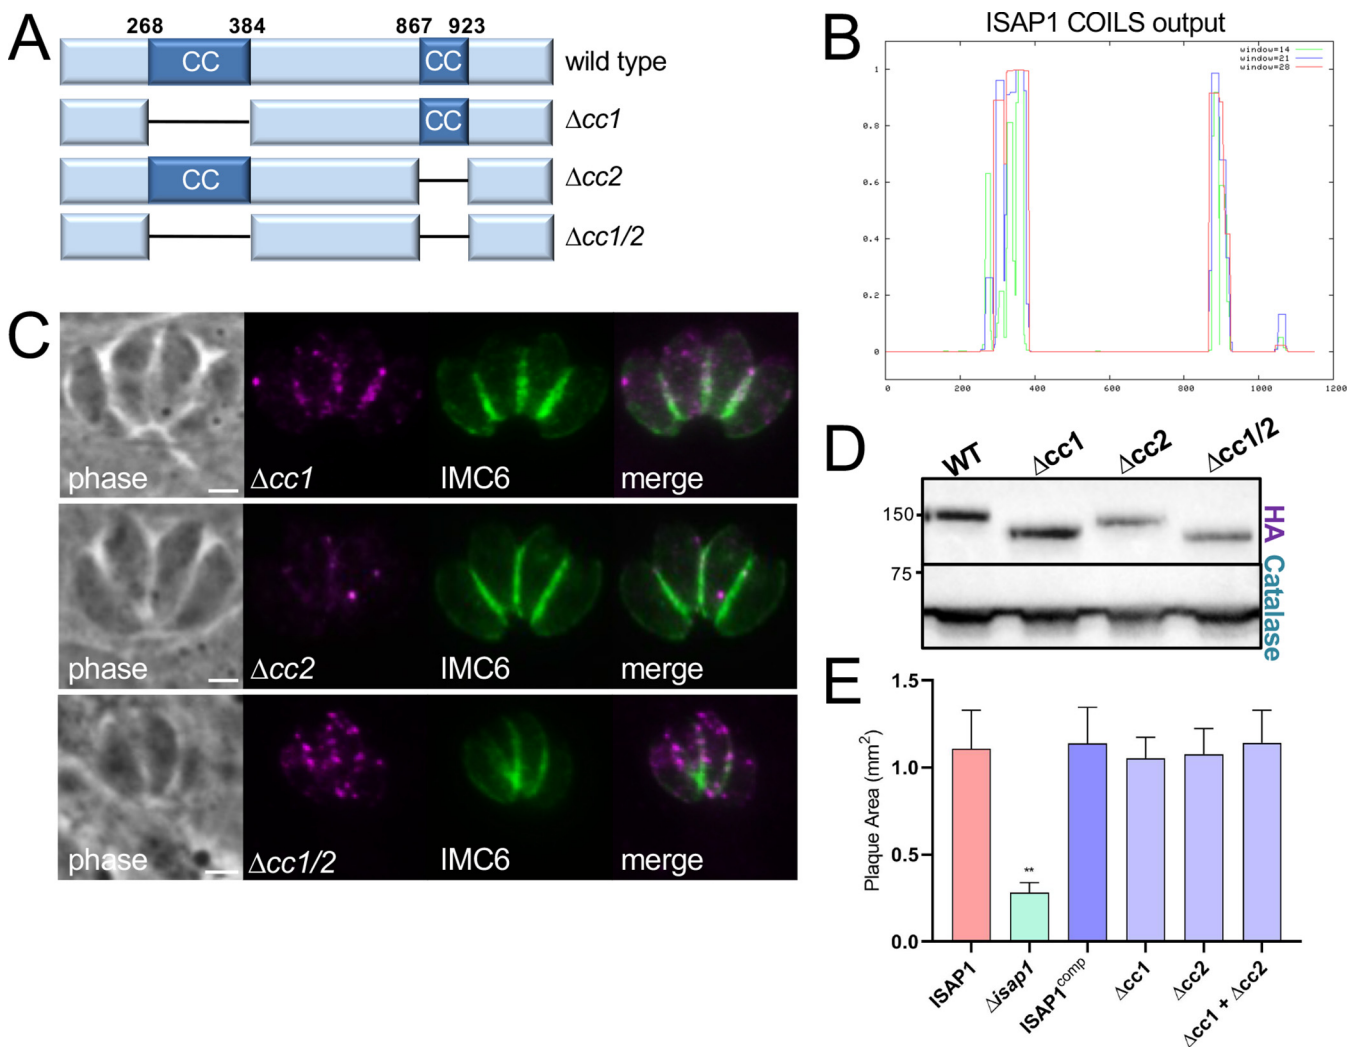 A
268 384 867 923
CC CC wild type
CC Δcc1
CC Δcc2
Δcc1/2
B
ISAP1 COILS output
window=14
window=21
window=28
1
0.8
0.6
0.4
0.2
0
0 200 400 600 800 1000 1200
C
phase Δcc1 IMC6 merge
phase Δcc2 IMC6 merge
phase Δcc1/2 IMC6 merge
D
WT Δcc1 Δcc2 Δcc1/2
150
75
HA
Catalase
E
Plaque Area (mm²)
1.5
1.0
0.5
0.0
**
ISAP1 Δisap1 ISAP1comp Δcc1 Δcc2 Δcc1 + Δcc2